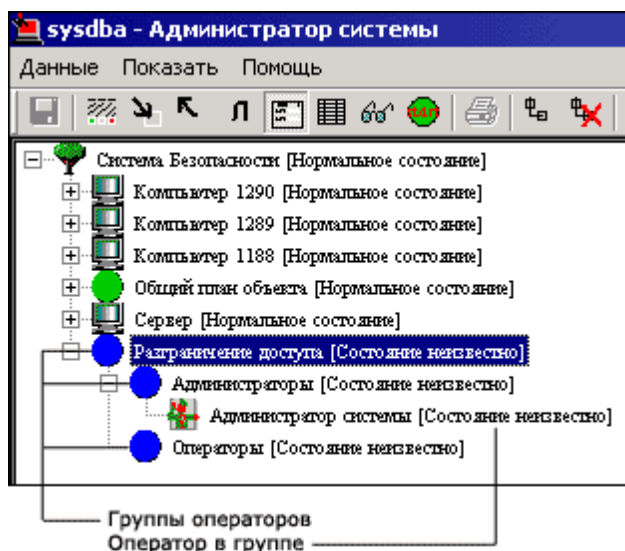 sysdba - Администратор системы
Данные Показать Помощь
Л
Система Безопасности [Нормальное состояние]
Компьютер 1290 [Нормальное состояние]
Компьютер 1289 [Нормальное состояние]
Компьютер 1188 [Нормальное состояние]
Общий план объекта [Нормальное состояние]
Сервер [Нормальное состояние]
Разграничение доступа [Состояние неизвестно]
Администраторы [Состояние неизвестно]
Администратор системы [Состояние неизвестно]
Операторы [Состояние неизвестно]
Группы операторов
Оператор в группе